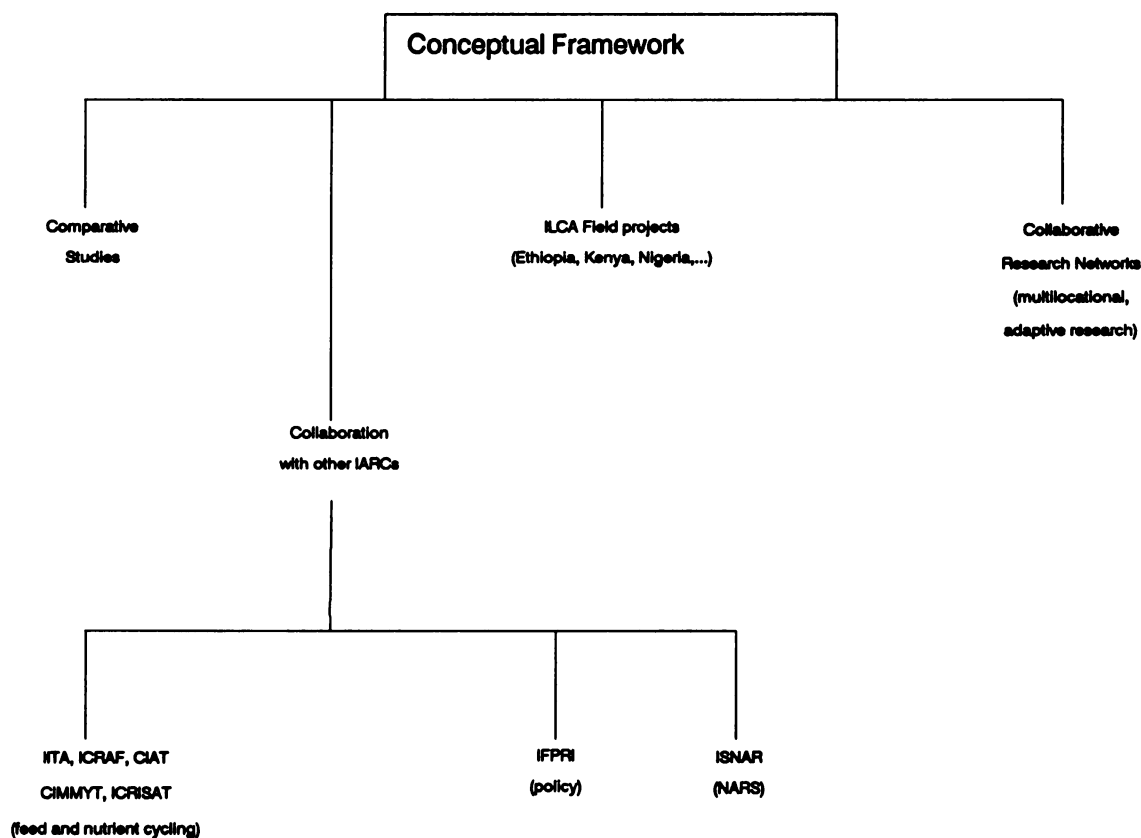 Conceptual Framework
Comparative
Studies
ILCA Field projects
(Ethiopia, Kenya, Nigeria,...)
Collaborative
Research Networks
(multilocational,
adaptive research)
Collaboration
with other IARCs
IITA, ICRAF, CIAT
CIMMYT, ICRISAT
(feed and nutrient cycling)
IFPRI
(policy)
ISNAR
(NARS)